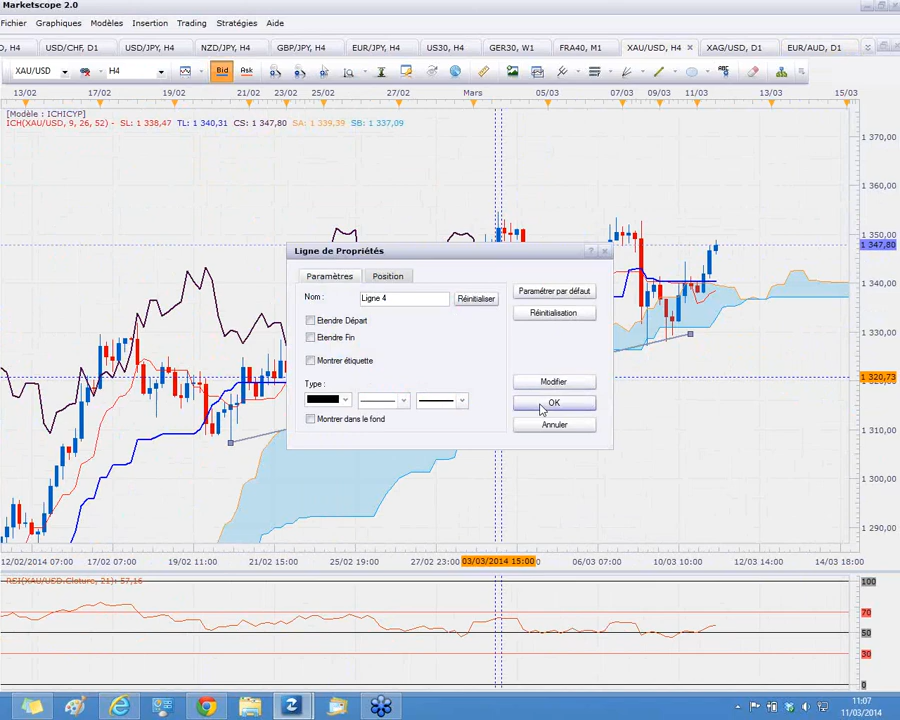 Marketscope 2.0
Fichier Graphiques Modèles Insertion Trading Stratégies Aide
D, H4 USD/CHF, D1 USD/JPY, H4 NZD/JPY, H4 GBP/JPY, H4 EUR/JPY, H4 US30, H4 GER30, W1 FRA40, M1 XAU/USD, H4 XAG/USD, D1 EUR/AUD, D1
XAU/USD H4 Bid Ask ABC
13/02 17/02 19/02 21/02 23/02 25/02 27/02 Mars 05/03 07/03 09/03 11/03 13/03 15/03
[Modèle : ICHICYP]
ICH(XAU/USD, 9, 26, 52) - SL: 1 338,47 TL: 1 340,31 CS: 1 347,80 SA: 1 339,39 SB: 1 337,09
1 370,00
1 360,00
1 350,00
1 347,80
1 340,00
1 330,00
1 320,73
1 310,00
1 300,00
1 290,00
Ligne de Propriétés
Paramètres Position
Nom : Ligne 4 Réinitialiser
Paramétrer par défaut
Réinitialisation
Etendre Départ
Etendre Fin
Montrer étiquette
Type :
Montrer dans le fond
Modifier
OK
Annuler
12/02/2014 07:00 17/02 07:00 19/02 11:00 21/02 15:00 25/02 19:00 27/02 23:00 03/03/2014 15:00 06/03 07:00 10/03 11:00 12/03 14:00 14/03 18:00
RSI(XAU/USD.Cloture, 21): 57,16
100
70
50
30
0
11:07
11/03/2014